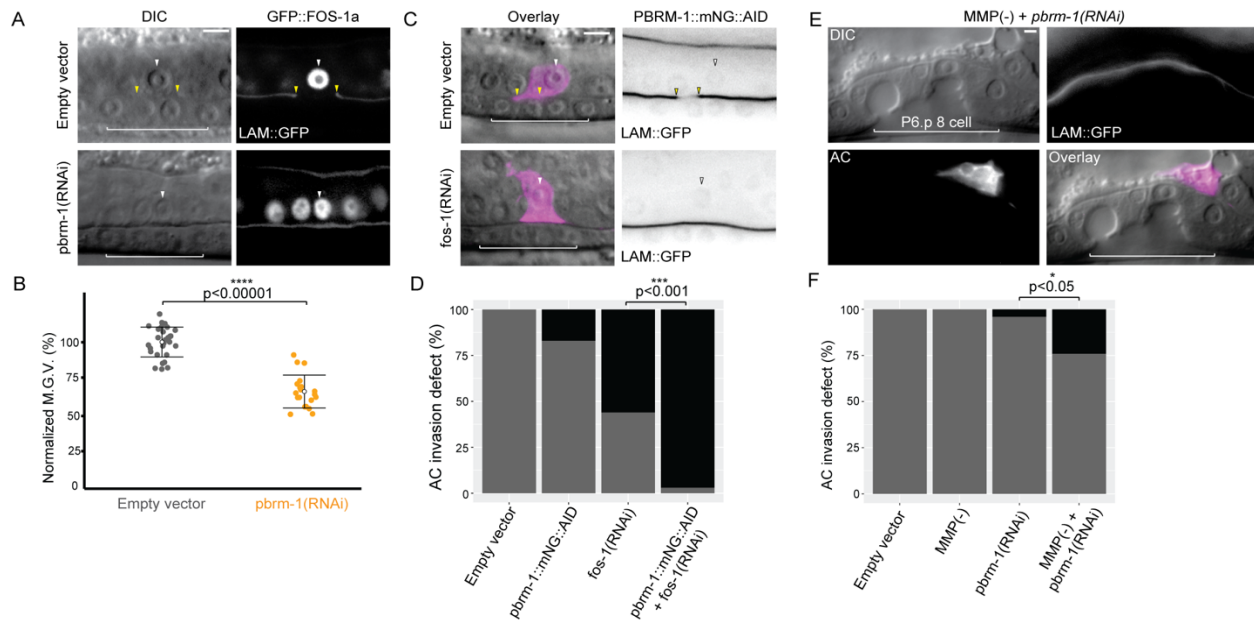 A
DIC
GFP::FOS-1a
Empty vector
LAM::GFP
pbrm-1(RNAi)
LAM::GFP
B
****
p<0.00001
Normalized M.G.V. (%)
100
75
50
25
0
Empty vector
pbrm-1(RNAi)
C
Overlay
PBRM-1::mNG::AID
Empty vector
LAM::GFP
fos-1(RNAi)
LAM::GFP
D
***
p<0.001
AC invasion defect (%)
100
75
50
25
0
Empty vector
pbrm-1::mNG::AID
fos-1(RNAi)
pbrm-1::mNG::AID
+ fos-1(RNAi)
E
MMP(-) + pbrm-1(RNAi)
DIC
P6.p 8 cell
LAM::GFP
AC
Overlay
F
*
p<0.05
AC invasion defect (%)
100
75
50
25
0
Empty vector
MMP(-)
pbrm-1(RNAi)
MMP(-) +
pbrm-1(RNAi)